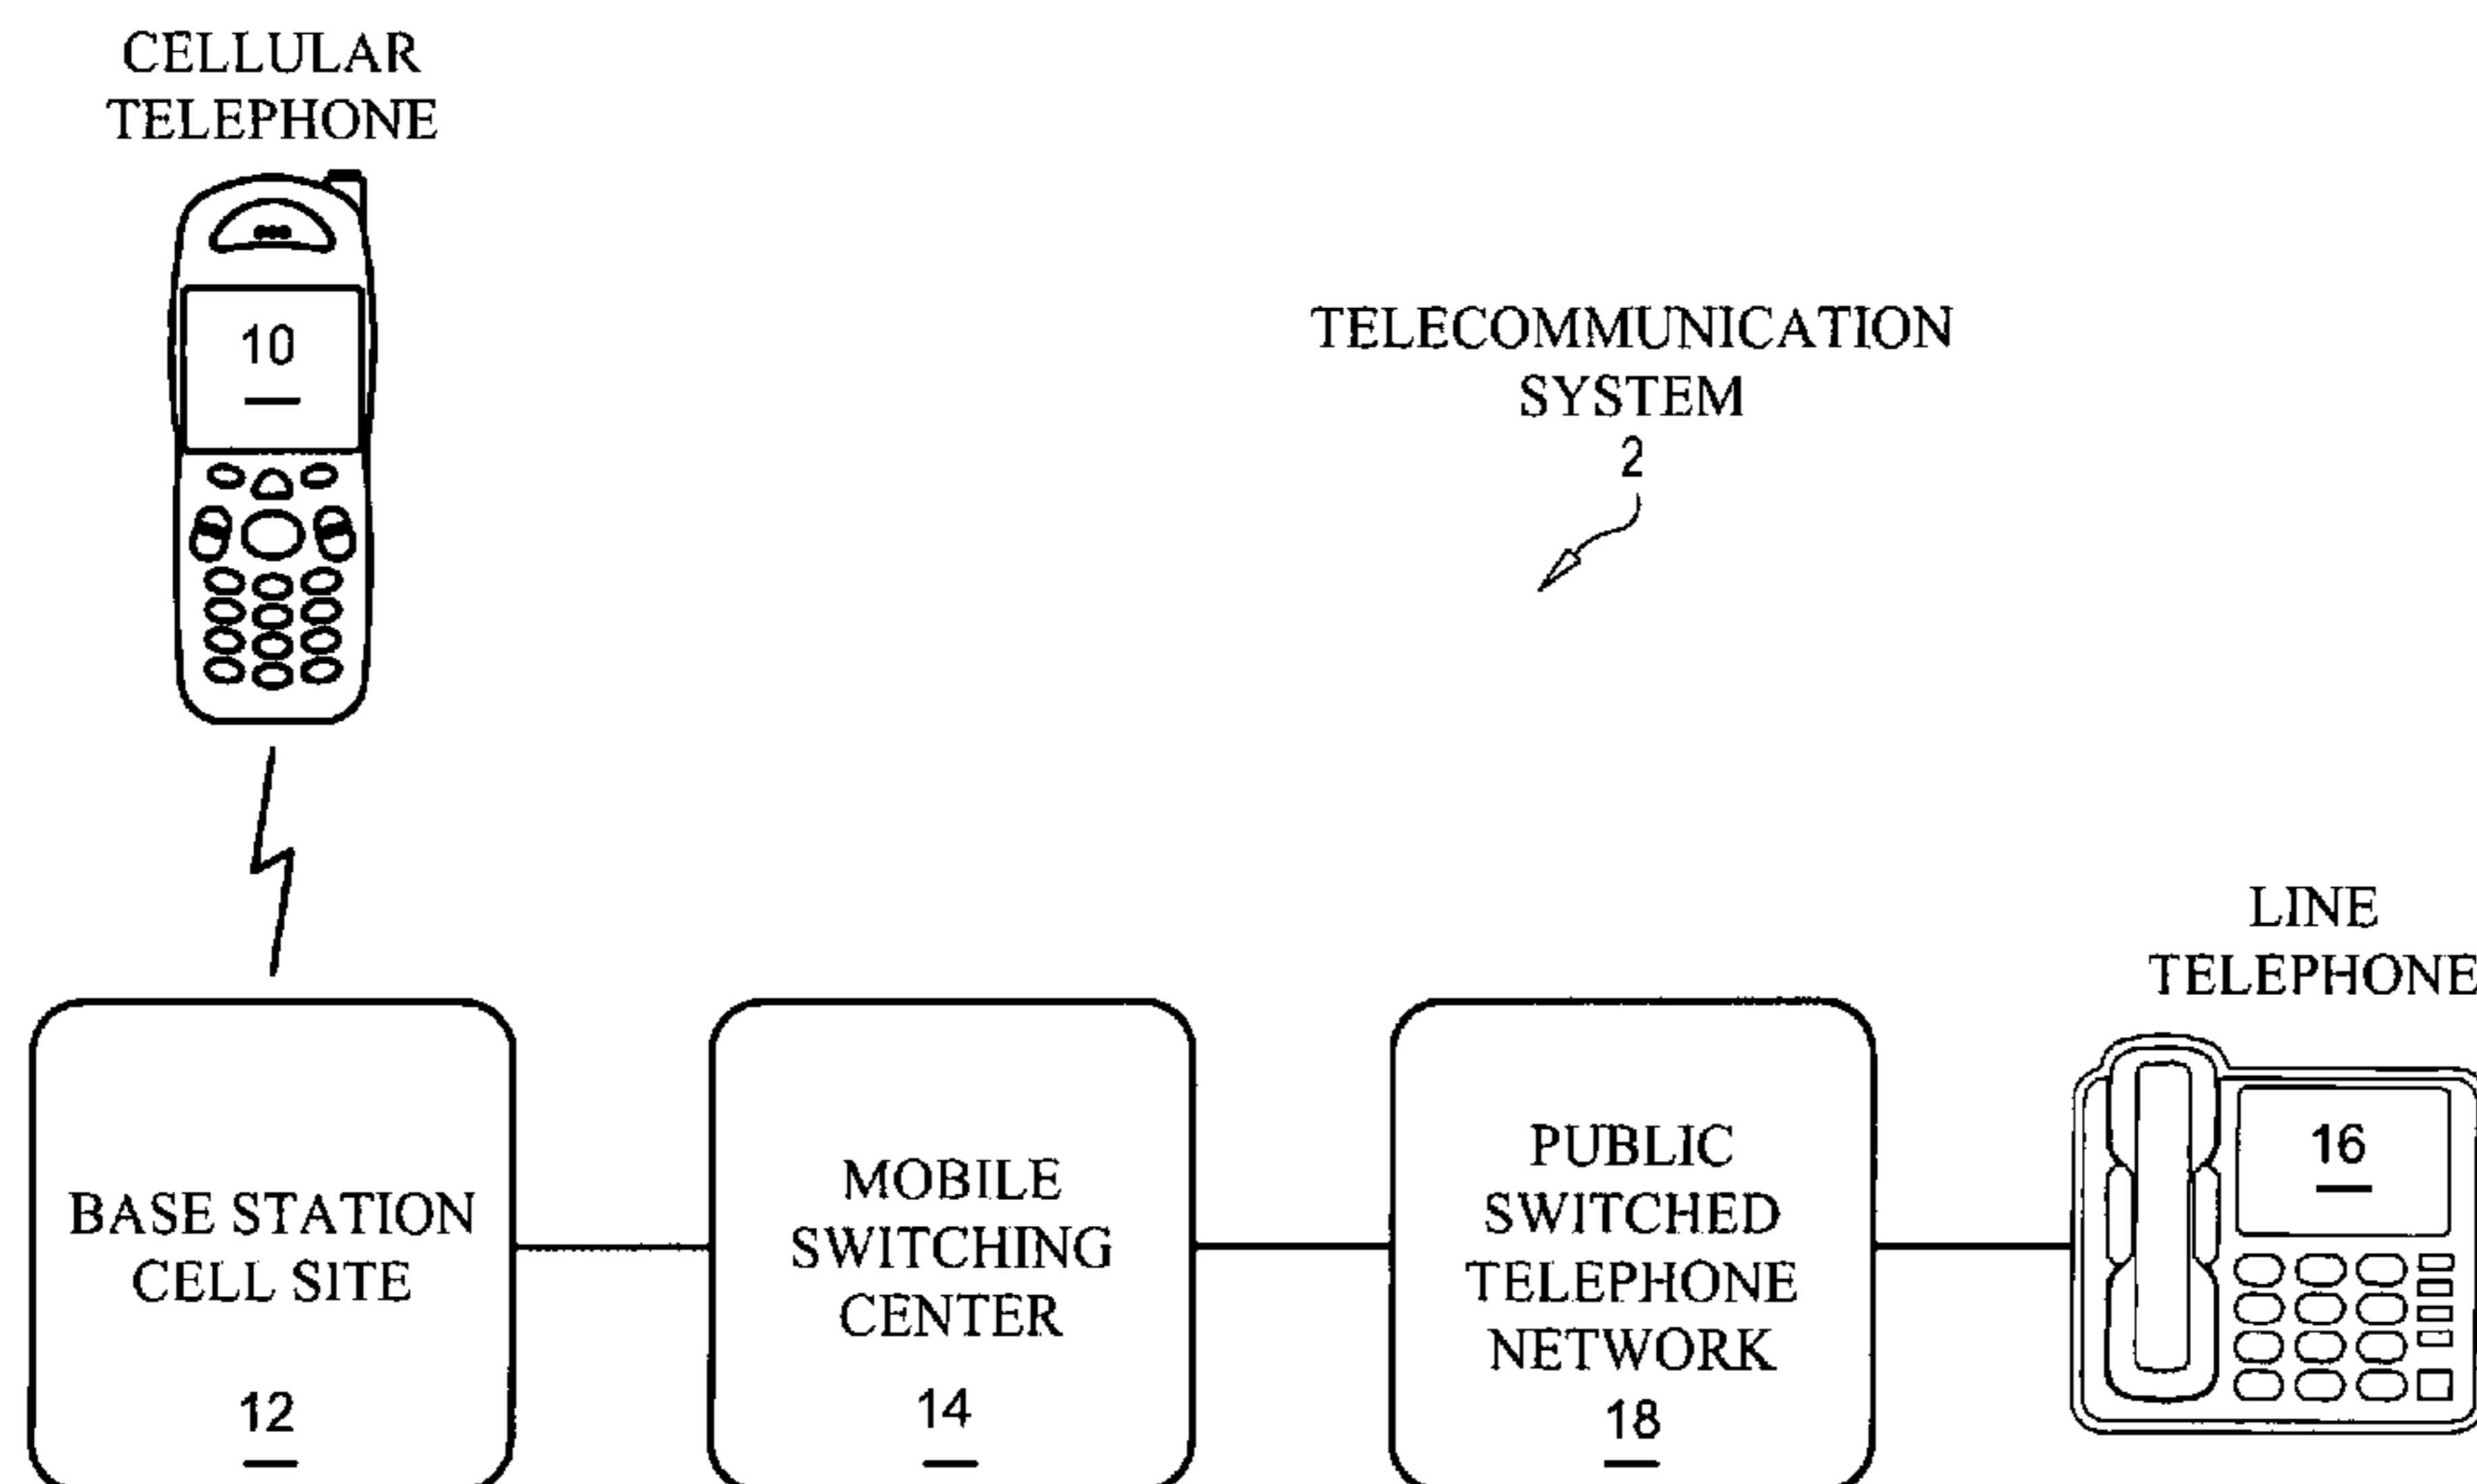 CELLULAR
TELEPHONE
10
TELECOMMUNICATION
SYSTEM
2
LINE
TELEPHONE
16
BASE STATION
CELL SITE
12
MOBILE
SWITCHING
CENTER
14
PUBLIC
SWITCHED
TELEPHONE
NETWORK
18